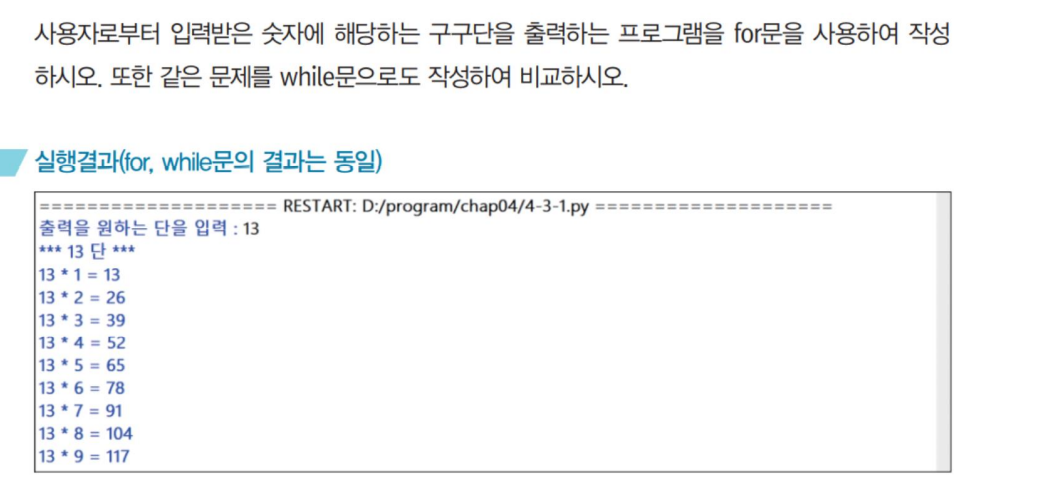 사용자로부터 입력받은 숫자에 해당하는 구구단을 출력하는 프로그램을 for문을 사용하여 작성
하시오. 또한 같은 문제를 while문으로도 작성하여 비교하시오.
실행결과(for, while문의 결과는 동일)
==================== RESTART: D:/program/chap04/4-3-1.py ====================
출력을 원하는 단을 입력 : 13
*** 13 단 ***
13 * 1 = 13
13 * 2 = 26
13 * 3 = 39
13 * 4 = 52
13 * 5 = 65
13 * 6 = 78
13 * 7 = 91
13 * 8 = 104
13 * 9 = 117